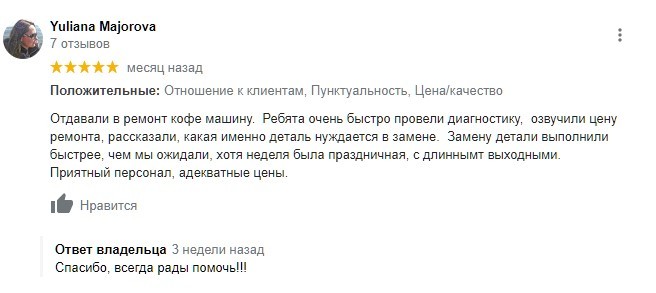 Yuliana Majorova
7 отзывов
месяц назад
Положительные: Отношение к клиентам, Пунктуальность, Цена/качество
Отдавали в ремонт кофе машину. Ребята очень быстро провели диагностику, озвучили цену
ремонта, рассказали, какая именно деталь нуждается в замене. Замену детали выполнили
быстрее, чем мы ожидали, хотя неделя была праздничная, с длиннымт выходными.
Приятный персонал, адекватные цены.
Нравится
Ответ владельца 3 недели назад
Спасибо, всегда рады помочь!!!